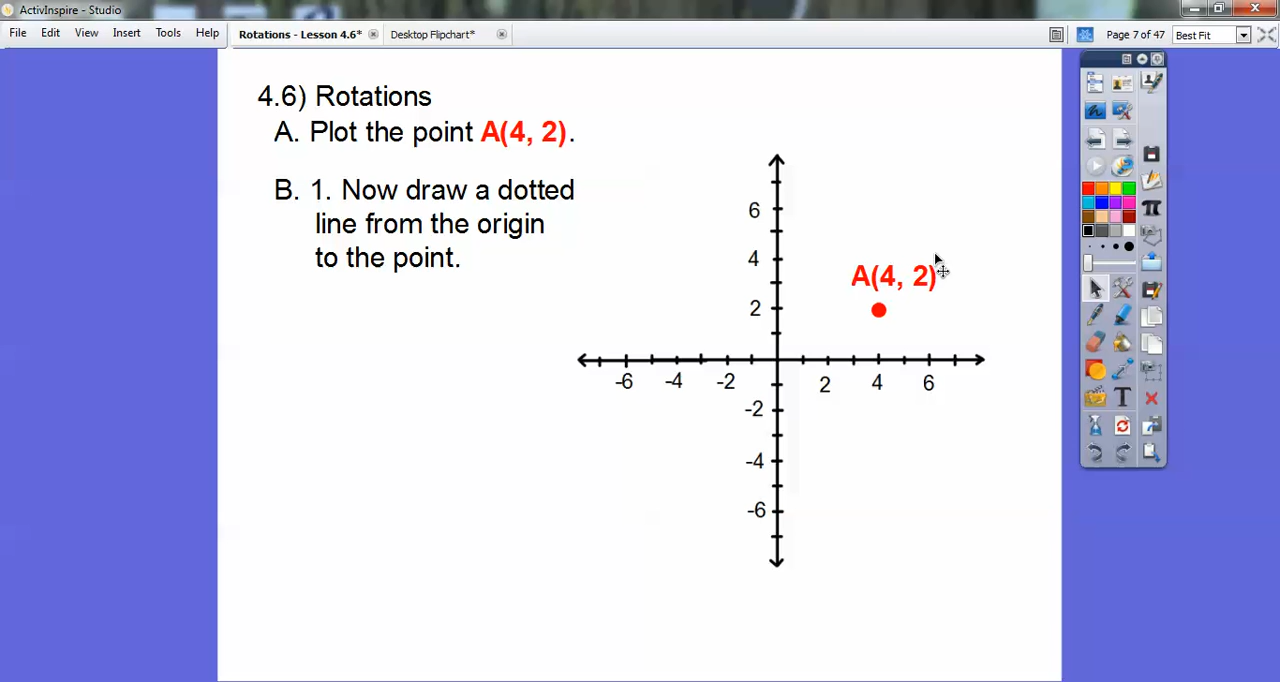 ActivInspire - Studio
File Edit View Insert Tools Help
Rotations - Lesson 4.6* Desktop Flipchart* Page 7 of 47 Best Fit
4.6) Rotations
A. Plot the point A(4, 2).
B. 1. Now draw a dotted
line from the origin
to the point.
6
4
A(4, 2)
2
-6 -4 -2 2 4 6
-2
-4
-6